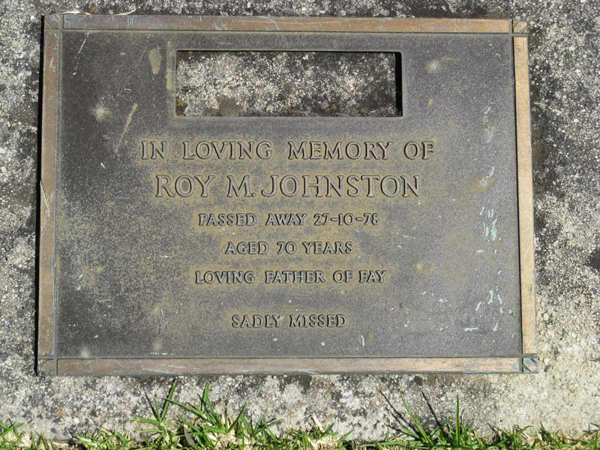 IN LOVING MEMORY OF
ROY M. JOHNSTON
PASSED AWAY 27-10-78
AGED 70 YEARS
LOVING FATHER OF FAY
SADLY MISSED